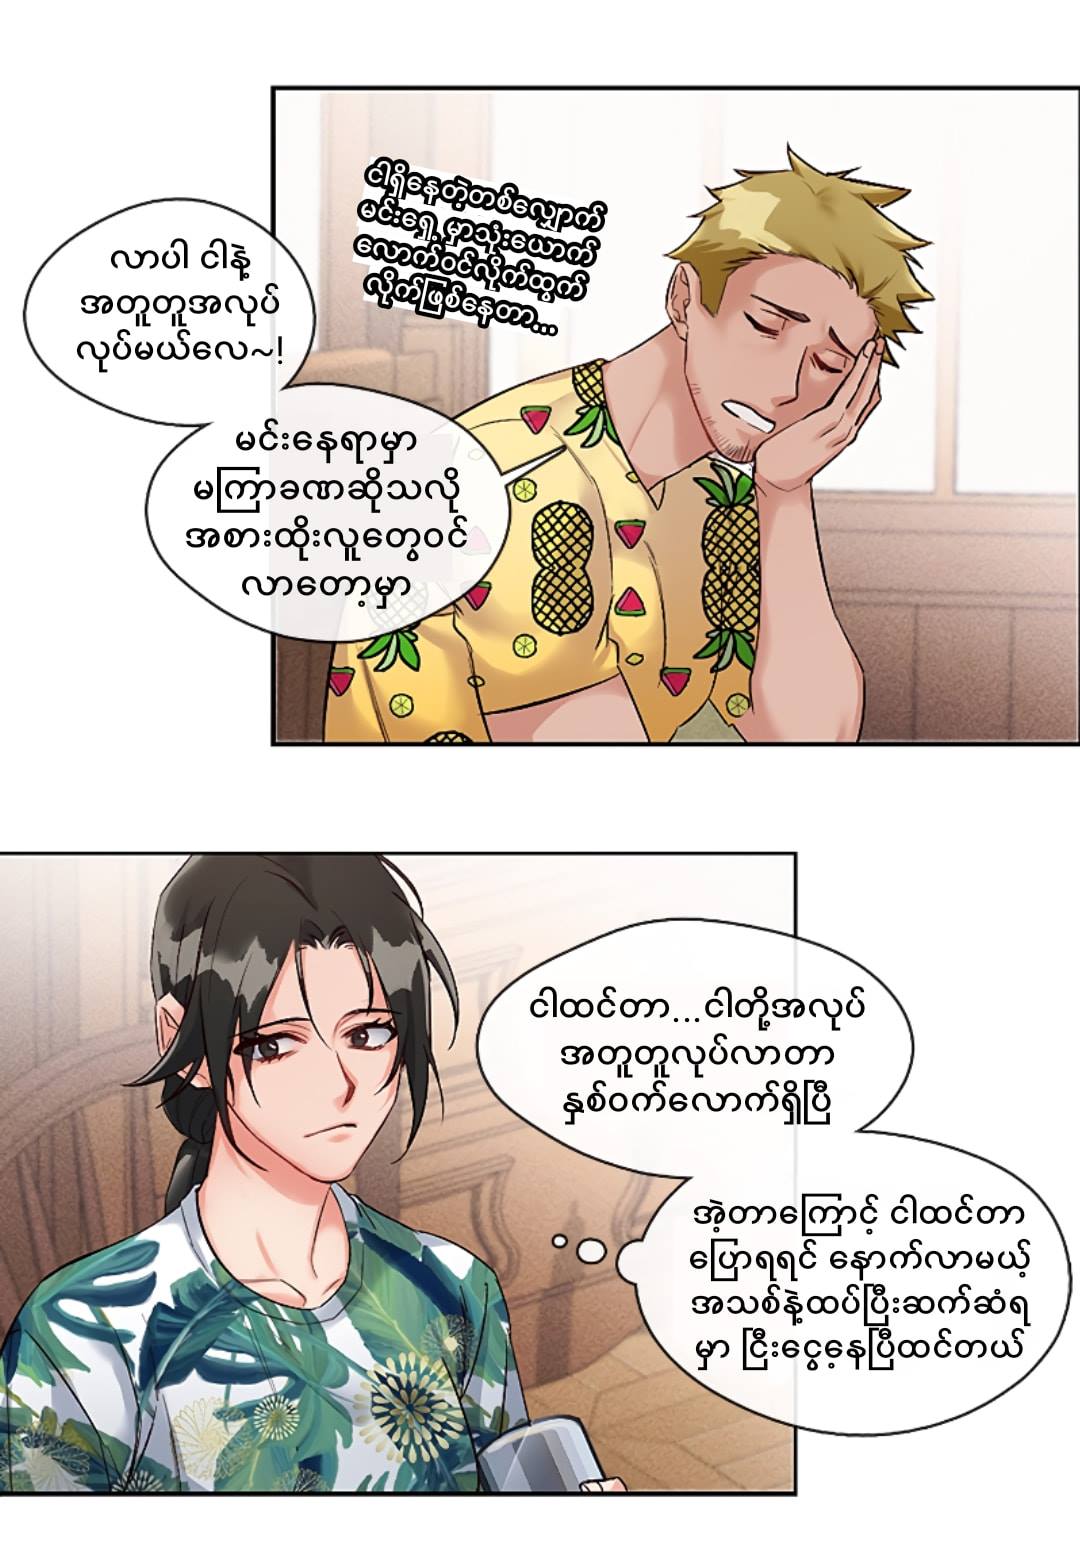 လာပါ ငါနဲ့
အတူတူအလုပ်
လုပ်မယ်လေ~!
ငါရှိနေတဲ့တစ်လျှောက်
မင်းရှေ့မှာသုံးယောက်
လောက်ဝင်လိုက်ထွက်
လိုက်ဖြစ်နေတာ...
မင်းနေရာမှာ
မကြာခဏဆိုသလို
အစားထိုးလူတွေဝင်
လာတော့မှာ
ငါထင်တာ...ငါတို့အလုပ်
အတူတူလုပ်လာတာ
နှစ်ဝက်လောက်ရှိပြီ
အဲ့တာကြောင့် ငါထင်တာ
ပြောရရင် နောက်လာမယ့်
အသစ်နဲ့ထပ်ပြီးဆက်ဆံရ
မှာ ငြီးငွေ့နေပြီထင်တယ်